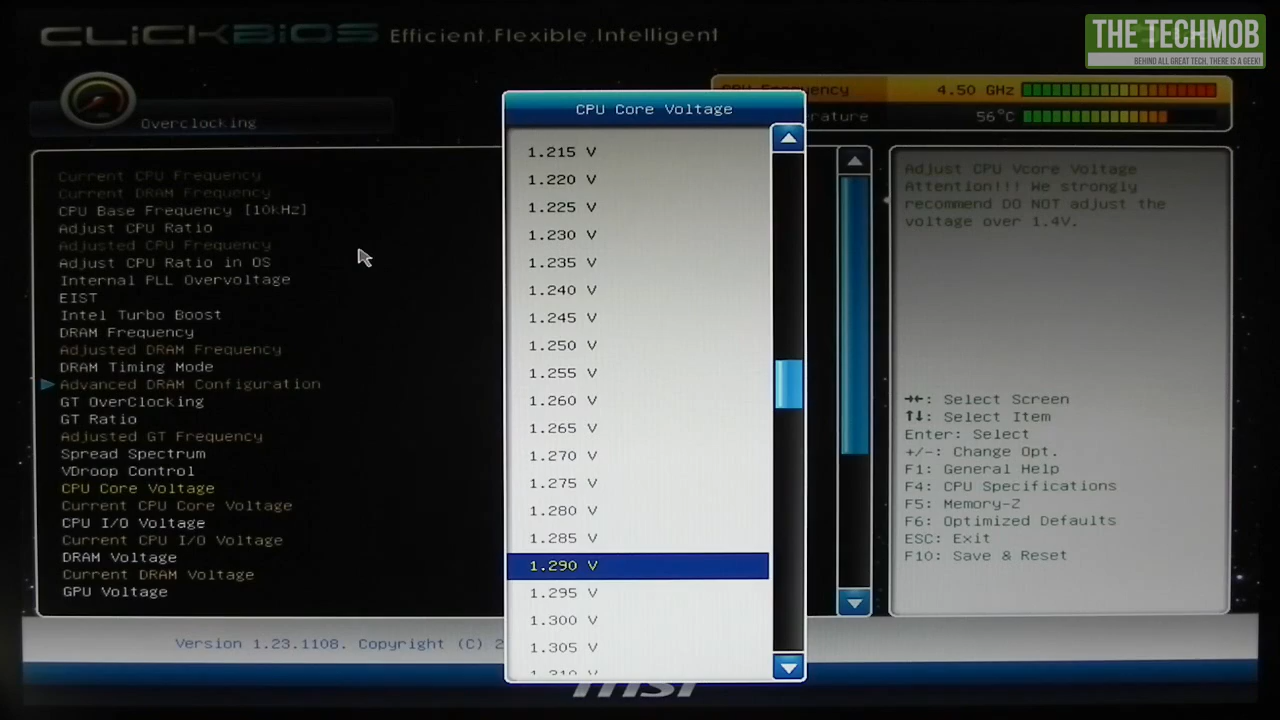 CLiCKBiOS Efficient.Flexible.Intelligent
THE TECHMOB
BEHIND ALL GREAT TECH, THERE IS A GEEK!
CPU Frequency 4.50 GHz
56°C
Overclocking
Current CPU Frequency
Current DRAM Frequency
CPU Base Frequency [10kHz]
Adjust CPU Ratio
Adjusted CPU Frequency
Adjust CPU Ratio in OS
Internal PLL Overvoltage
EIST
Intel Turbo Boost
DRAM Frequency
Adjusted DRAM Frequency
DRAM Timing Mode
Advanced DRAM Configuration
GT OverClocking
GT Ratio
Adjusted GT Frequency
Spread Spectrum
VDroop Control
CPU Core Voltage
Current CPU Core Voltage
CPU I/O Voltage
Current CPU I/O Voltage
DRAM Voltage
Current DRAM Voltage
GPU Voltage
CPU Core Voltage
1.215 V
1.220 V
1.225 V
1.230 V
1.235 V
1.240 V
1.245 V
1.250 V
1.255 V
1.260 V
1.265 V
1.270 V
1.275 V
1.280 V
1.285 V
1.290 V
1.295 V
1.300 V
1.305 V
1.310 V
Adjust CPU Vcore Voltage
Attention!!! We strongly
recommend DO NOT adjust the
voltage over 1.4V.
→←: Select Screen
↑↓: Select Item
Enter: Select
+/-: Change Opt.
F1: General Help
F4: CPU Specifications
F5: Memory-Z
F6: Optimized Defaults
ESC: Exit
F10: Save & Reset
Version 1.23.1108. Copyright (C) 2
msi